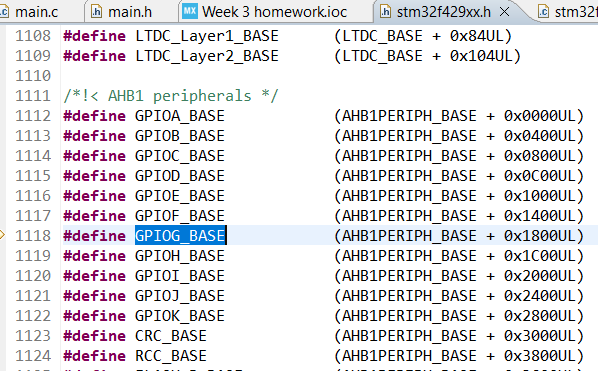 main.c main.h Week 3 homework.ioc stm32f429xx.h stm32f
1108 #define LTDC_Layer1_BASE (LTDC_BASE + 0x84UL)
1109 #define LTDC_Layer2_BASE (LTDC_BASE + 0x104UL)
1110
1111 /*!< AHB1 peripherals */
1112 #define GPIOA_BASE (AHB1PERIPH_BASE + 0x0000UL)
1113 #define GPIOB_BASE (AHB1PERIPH_BASE + 0x0400UL)
1114 #define GPIOC_BASE (AHB1PERIPH_BASE + 0x0800UL)
1115 #define GPIOD_BASE (AHB1PERIPH_BASE + 0x0C00UL)
1116 #define GPIOE_BASE (AHB1PERIPH_BASE + 0x1000UL)
1117 #define GPIOF_BASE (AHB1PERIPH_BASE + 0x1400UL)
1118 #define GPIOG_BASE (AHB1PERIPH_BASE + 0x1800UL)
1119 #define GPIOH_BASE (AHB1PERIPH_BASE + 0x1C00UL)
1120 #define GPIOI_BASE (AHB1PERIPH_BASE + 0x2000UL)
1121 #define GPIOJ_BASE (AHB1PERIPH_BASE + 0x2400UL)
1122 #define GPIOK_BASE (AHB1PERIPH_BASE + 0x2800UL)
1123 #define CRC_BASE (AHB1PERIPH_BASE + 0x3000UL)
1124 #define RCC_BASE (AHB1PERIPH_BASE + 0x3800UL)